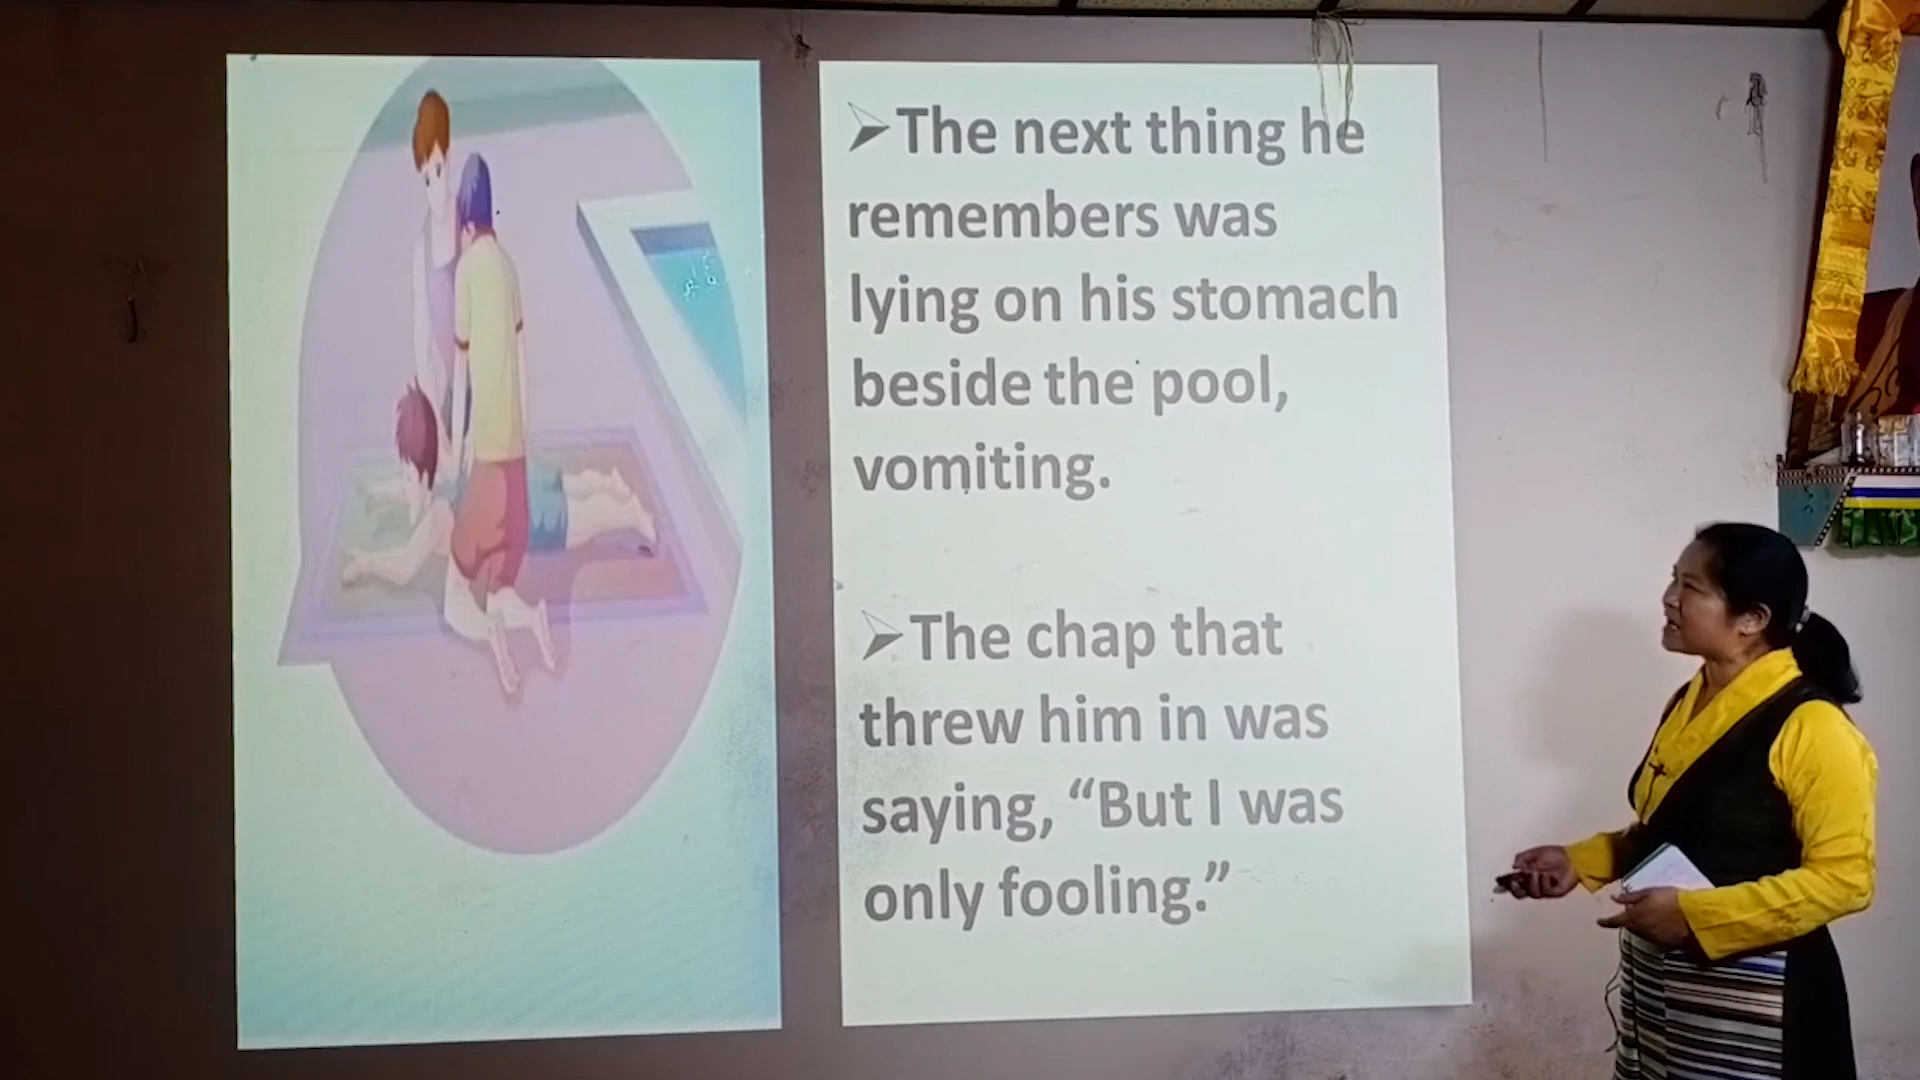 ➢The next thing he
remembers was
lying on his stomach
beside the pool,
vomiting.
➢The chap that
threw him in was
saying, “But I was
only fooling.”